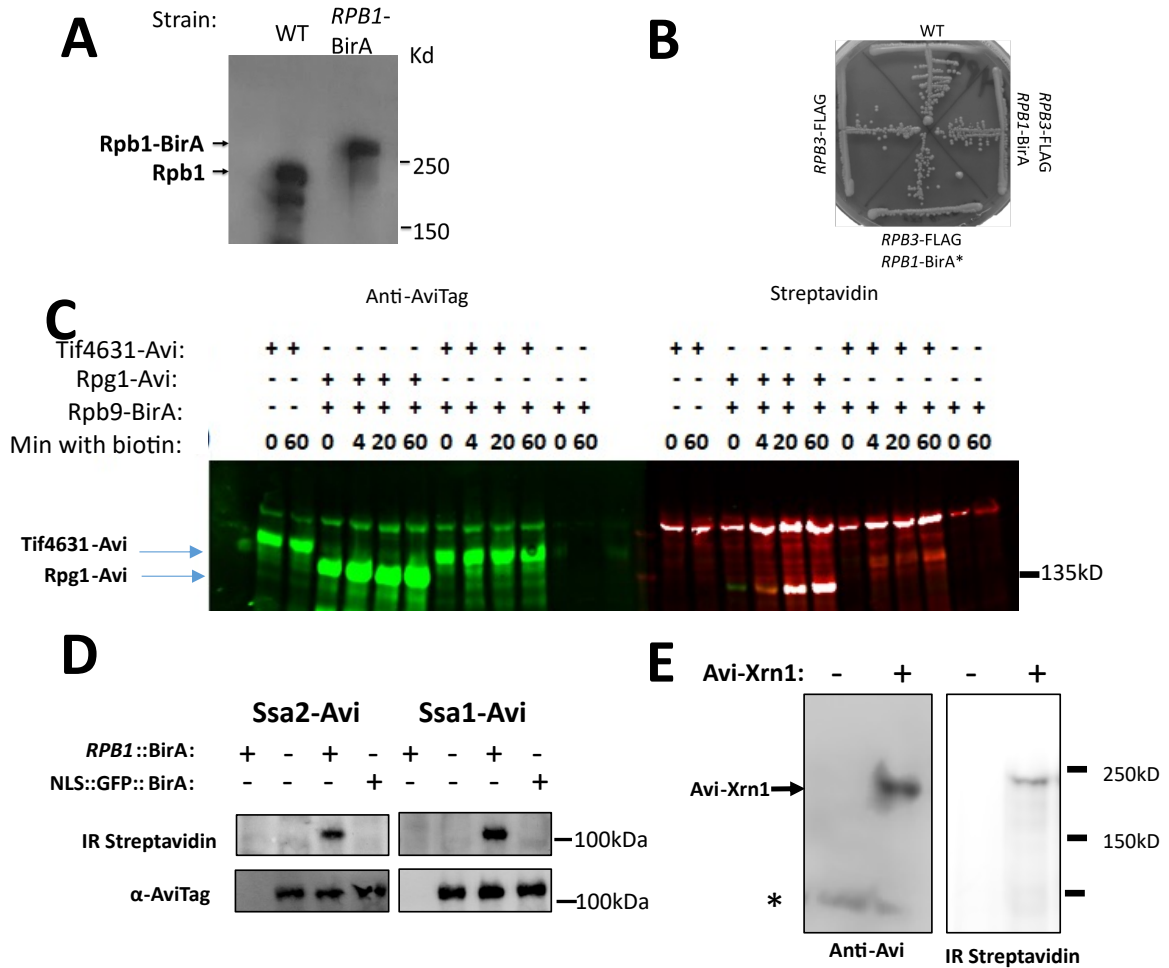 A
Strain:
WT
RPB1-
BirA
Kd
Rpb1-BirA
Rpb1
250
150
B
WT
RPB3-FLAG
RPB3-FLAG
RPB1-BirA
RPB3-FLAG
RPB1-BirA*
C
Anti-AviTag
Streptavidin
Tif4631-Avi: + + - - - - + + + + - - + + - - - - + + + + - -
Rpg1-Avi: - - + + + + - - - - - - - - + + + + - - - - - -
Rpb9-BirA: - - + + + + + + + + + + - - + + + + + + + + + +
Min with biotin: 0 60 0 4 20 60 0 4 20 60 0 60 0 60 0 4 20 60 0 4 20 60 0 60
Tif4631-Avi
Rpg1-Avi
135kD
D
Ssa2-Avi Ssa1-Avi
RPB1::BirA: + - + - + - + -
NLS::GFP::BirA: - - - + - - - +
IR Streptavidin
100kDa
α-AviTag
100kDa
E
Avi-Xrn1: - + - +
Avi-Xrn1
250kD
150kD
*
Anti-Avi
IR Streptavidin